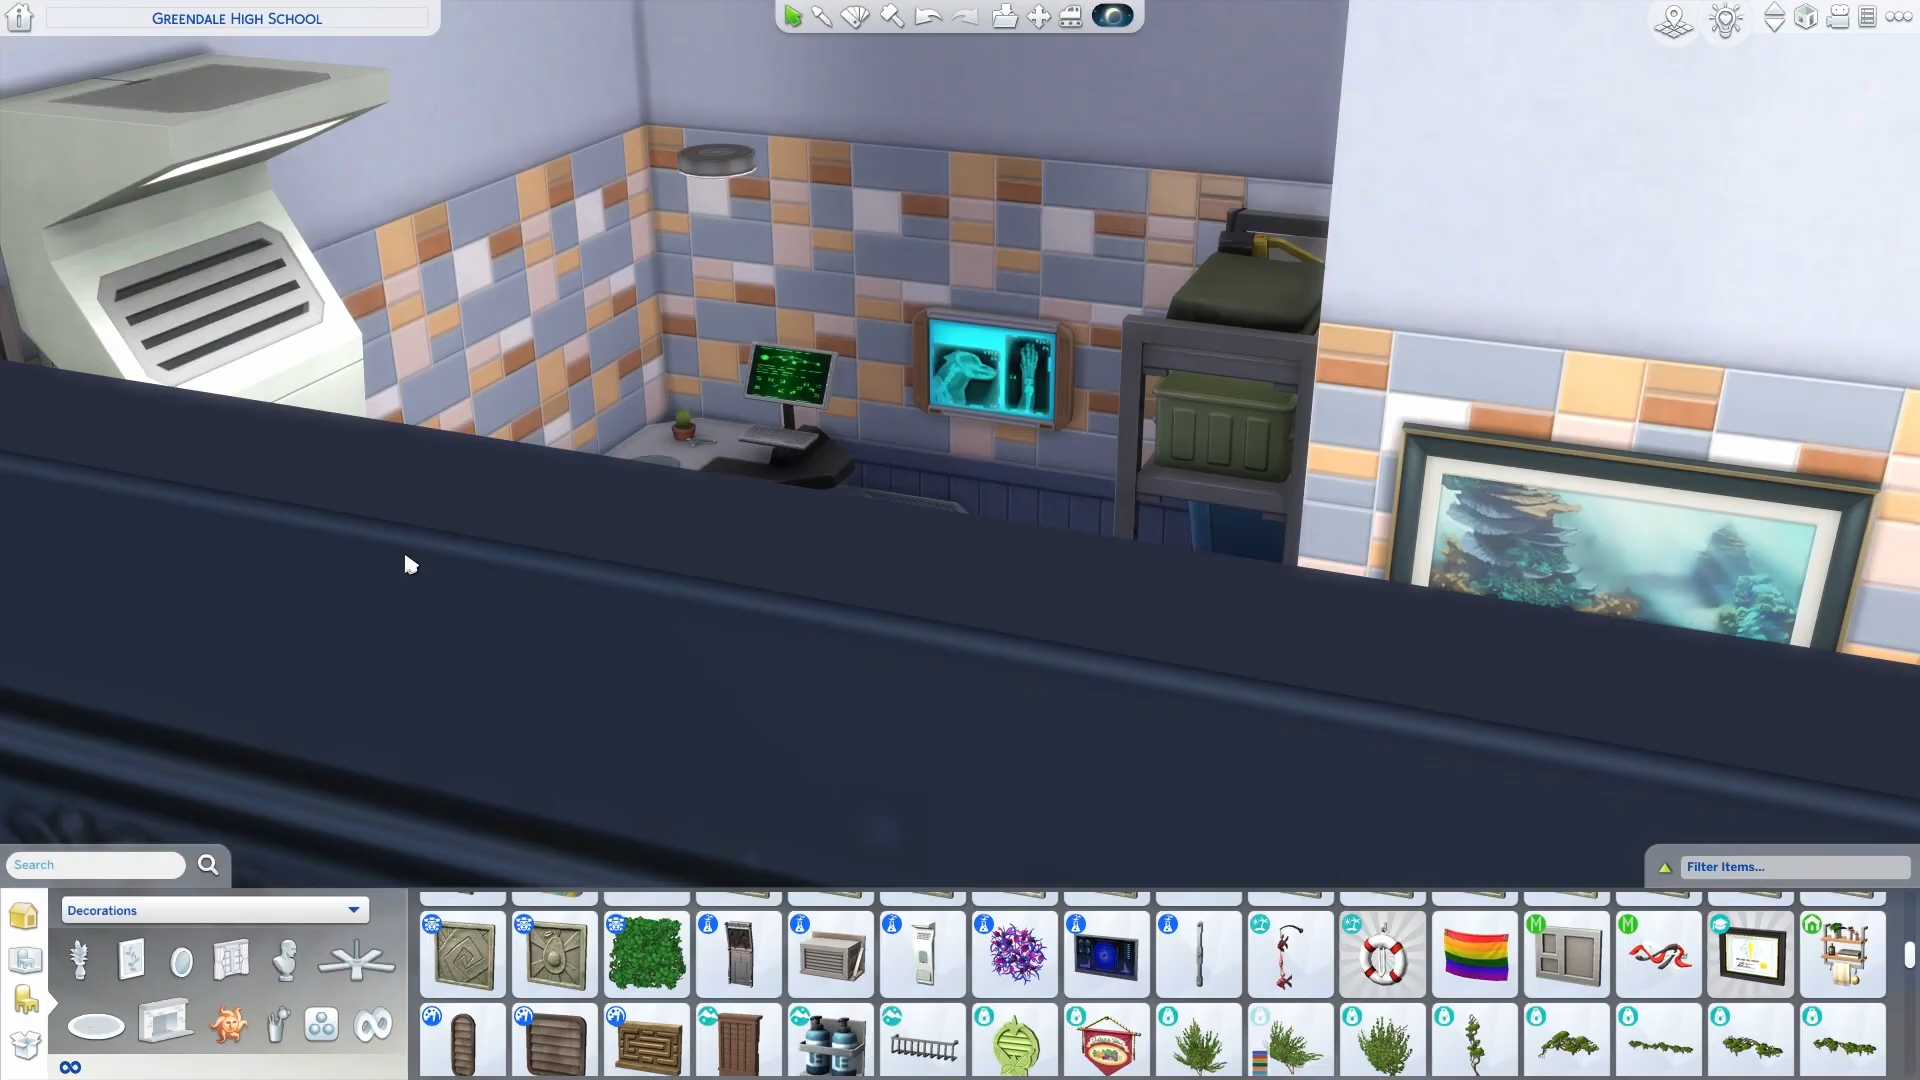 Greendale High School
Search
Filter Items...
Decorations
M
M